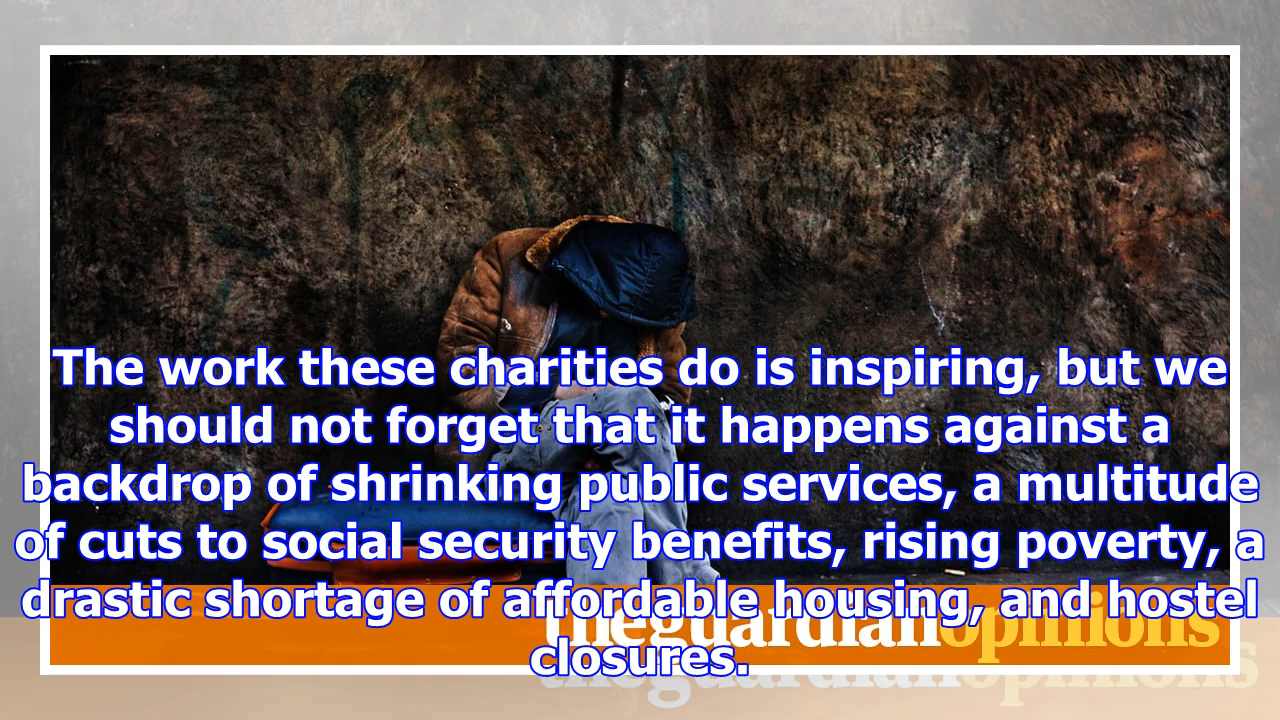 The work these charities do is inspiring, but we
should not forget that it happens against a
backdrop of shrinking public services, a multitude
of cuts to social security benefits, rising poverty, a
drastic shortage of affordable housing, and hostel
theguardianopinions
closures.
theguardianopinions